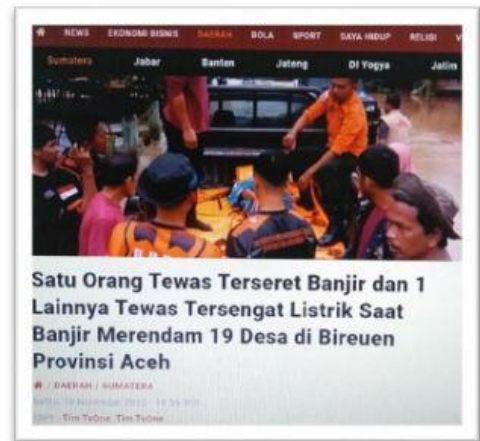 NEWS EKONOMI BISNIS DAERAH BOLA SPORT GAYA HIDUP RELIGI
Sumatera Jabar Banten Jateng DI Yogya Jatim
Satu Orang Tewas Terseret Banjir dan 1
Lainnya Tewas Tersengat Listrik Saat
Banjir Merendam 19 Desa di Bireuen
Provinsi Aceh
/ DAERAH / SUMATERA
Tim TvOne Tim TvOne